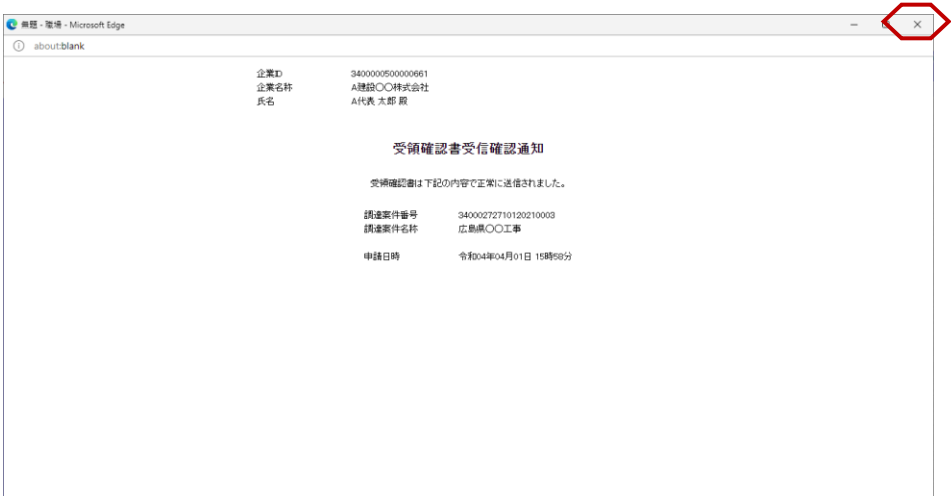 無題 - 職場 - Microsoft Edge
about:blank
企業ID 3400000500000661
企業名称 A建設〇〇株式会社
氏名 A代表 太郎 殿
受領確認書受信確認通知
受領確認書は下記の内容で正常に送信されました。
調達案件番号 34000272710120210003
調達案件名称 広島県〇〇工事
申請日時 令和04年04月01日 15時58分